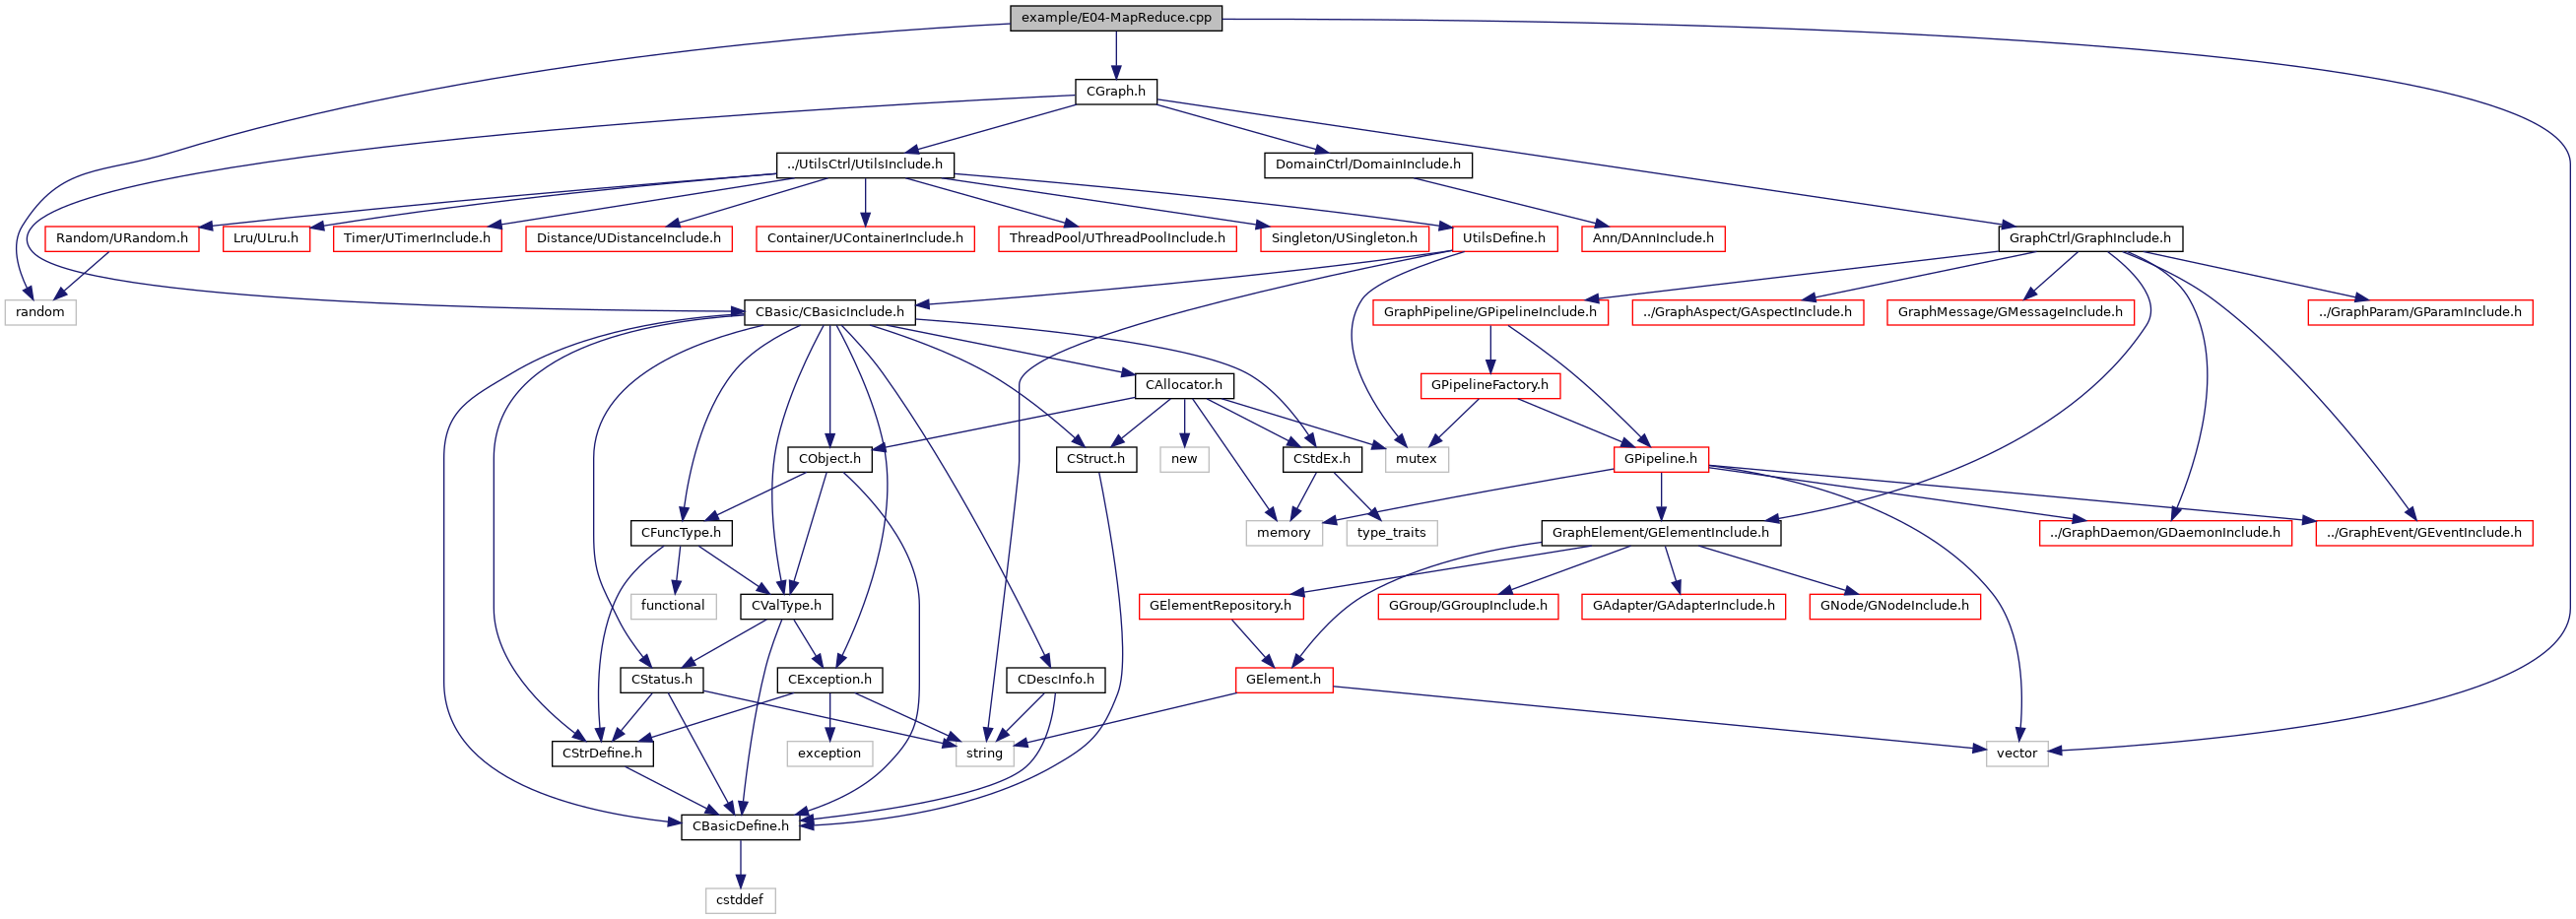 example/E04-MapReduce.cpp
CGraph.h
../UtilsCtrl/UtilsInclude.h
DomainCtrl/DomainInclude.h
Random/URandom.h
Lru/ULru.h
Timer/UTimerInclude.h
Distance/UDistanceInclude.h
Container/UContainerInclude.h
ThreadPool/UThreadPoolInclude.h
Singleton/USingleton.h
UtilsDefine.h
Ann/DAnnInclude.h
GraphCtrl/GraphInclude.h
random
CBasic/CBasicInclude.h
GraphPipeline/GPipelineInclude.h
../GraphAspect/GAspectInclude.h
GraphMessage/GMessageInclude.h
../GraphParam/GParamInclude.h
CAllocator.h
GPipelineFactory.h
CObject.h
CStruct.h
new
CStdEx.h
mutex
GPipeline.h
CFuncType.h
memory
type_traits
GraphElement/GElementInclude.h
../GraphDaemon/GDaemonInclude.h
../GraphEvent/GEventInclude.h
functional
CValType.h
GElementRepository.h
GGroup/GGroupInclude.h
GAdapter/GAdapterInclude.h
GNode/GNodeInclude.h
CStatus.h
CException.h
CDescInfo.h
GElement.h
CStrDefine.h
exception
string
vector
CBasicDefine.h
cstddef